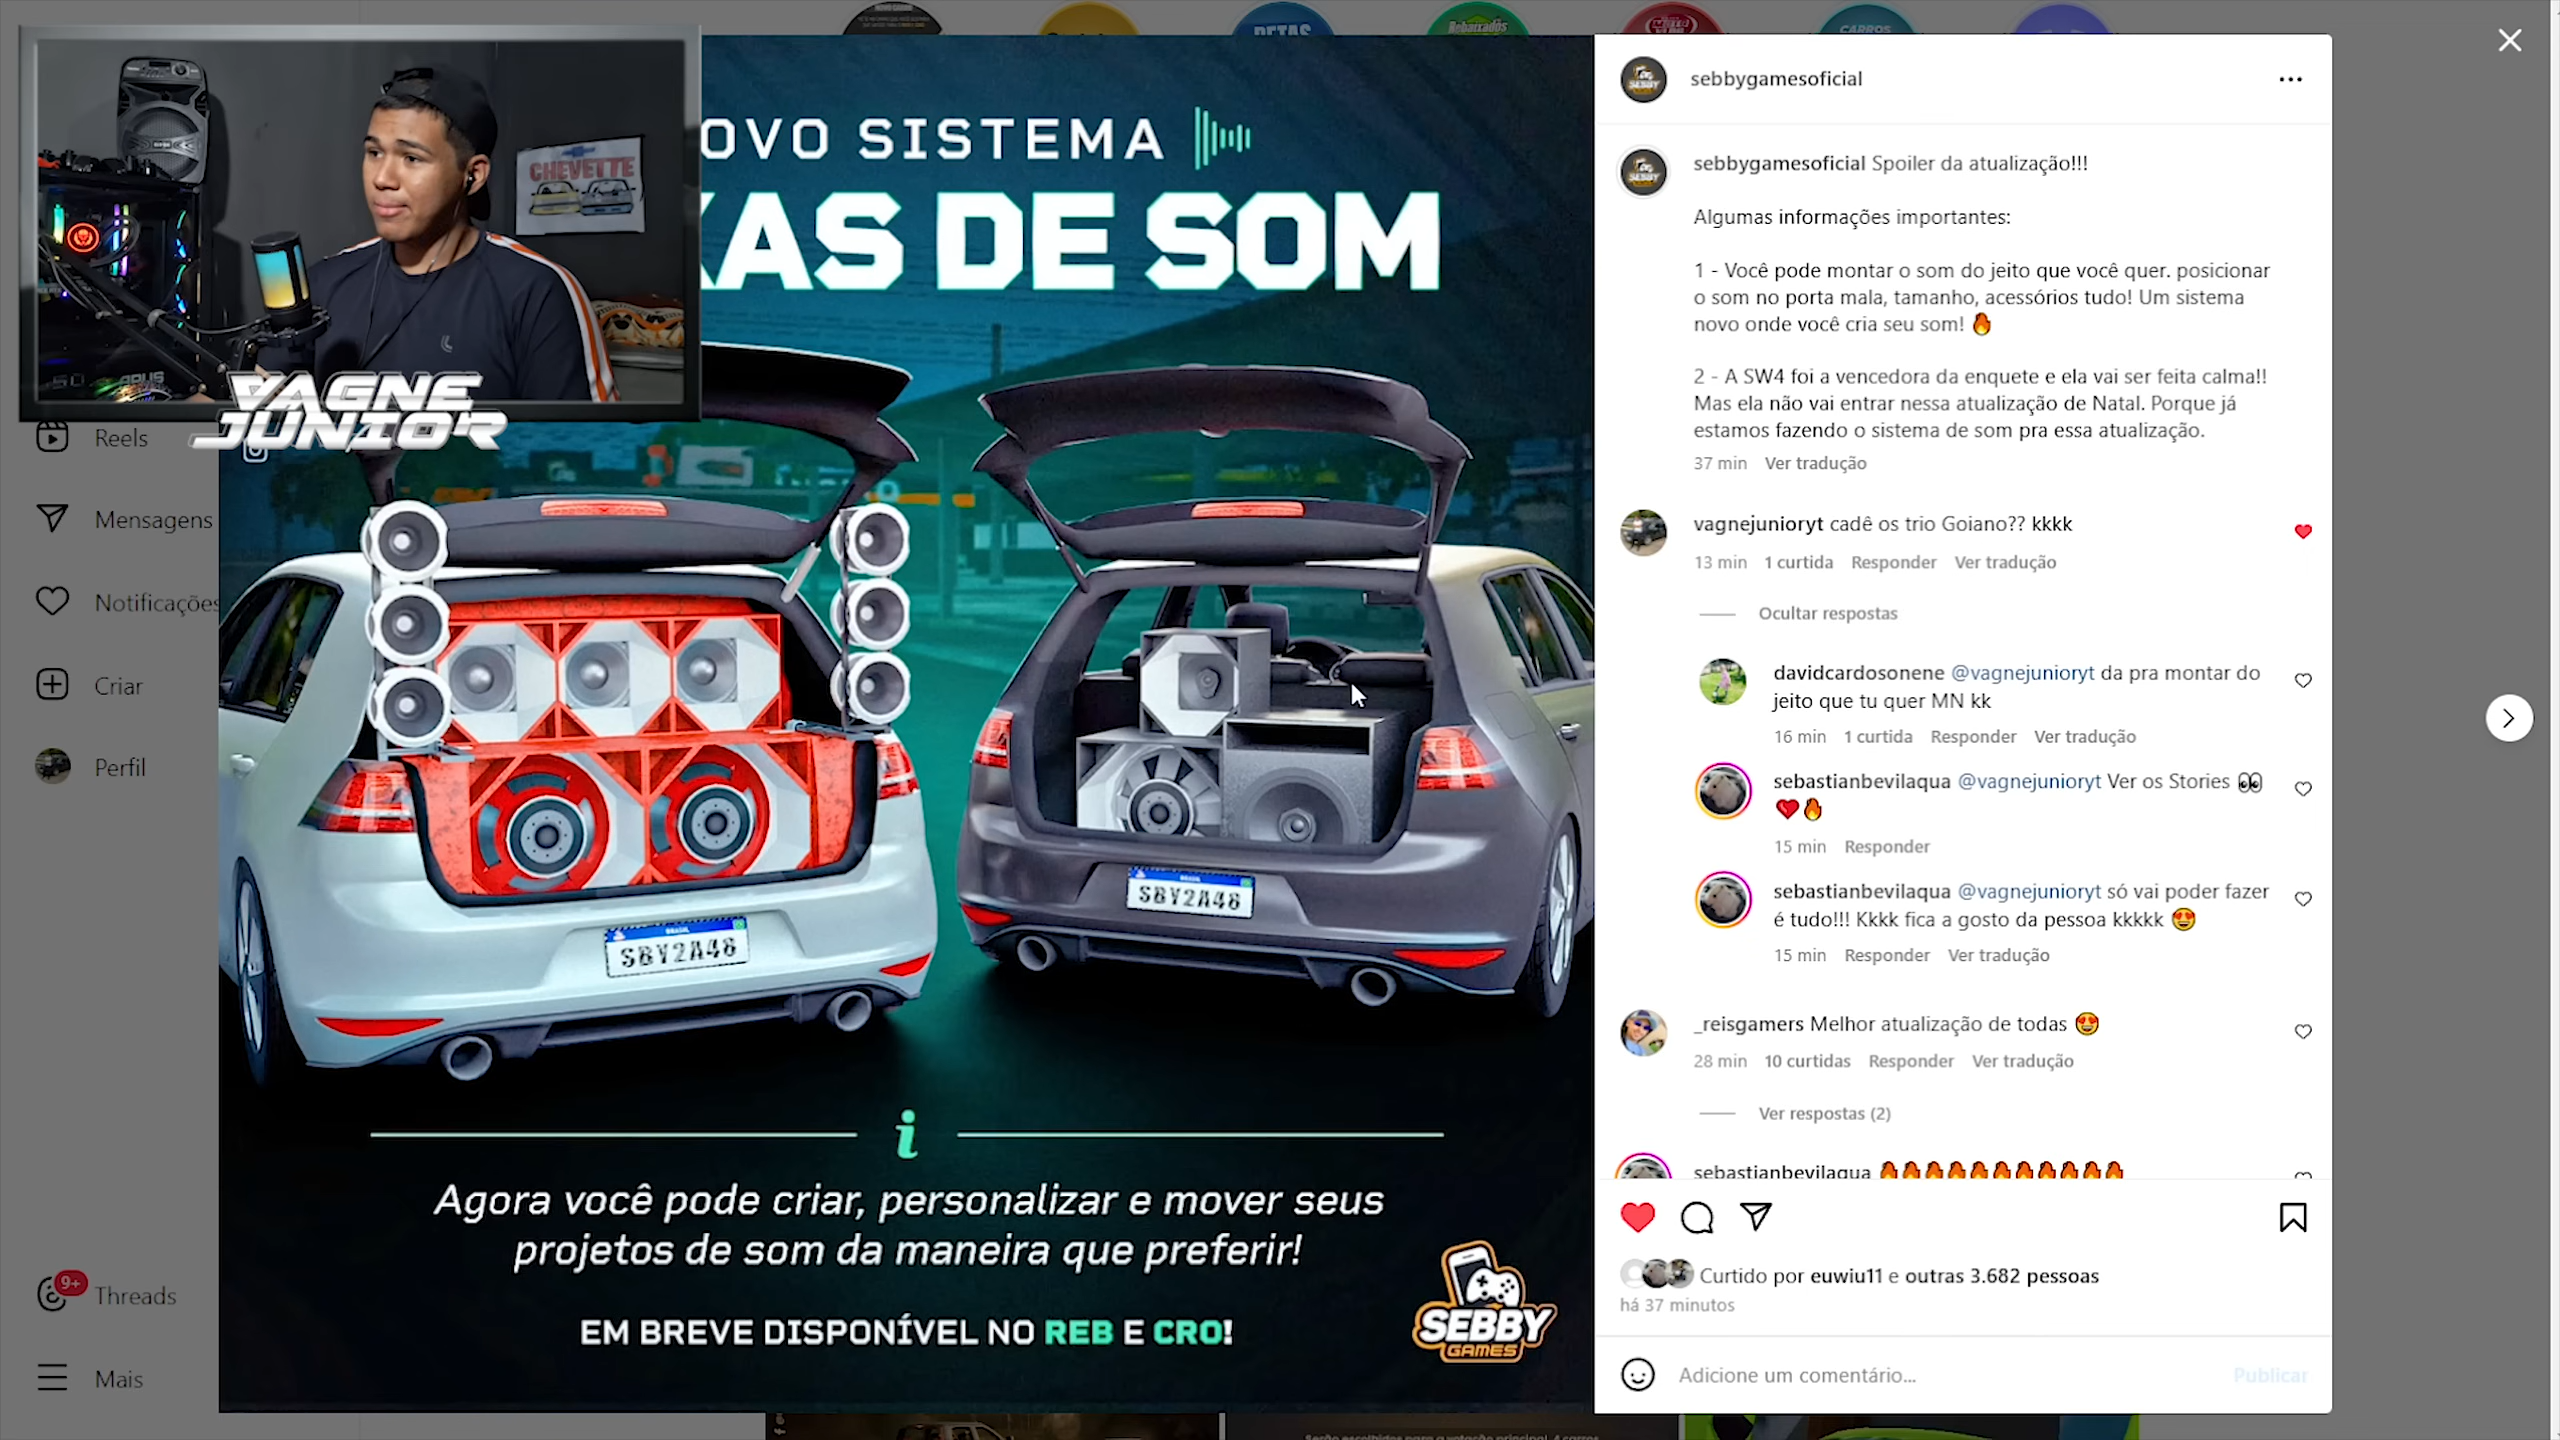 NOVO CARRO
DETAS
Rebaixados
CARROS
OVO SISTEMA
XAS DE SOM
CHEVETTE
VAGNE
JUNIOR
Reels
Mensagens
Notificações
Criar
Perfil
9+
Threads
Mais
BRASIL
SBY2A48
BRASIL
SBY2A48
i
Agora você pode criar, personalizar e mover seus
projetos de som da maneira que preferir!
EM BREVE DISPONÍVEL NO REB E CRO!
SEBBY
GAMES
sebbygamesoficial
sebbygamesoficial Spoiler da atualização!!!
Algumas informações importantes:
1 - Você pode montar o som do jeito que você quer. posicionar
o som no porta mala, tamanho, acessórios tudo! Um sistema
novo onde você cria seu som! 🔥
2 - A SW4 foi a vencedora da enquete e ela vai ser feita calma!!
Mas ela não vai entrar nessa atualização de Natal. Porque já
estamos fazendo o sistema de som pra essa atualização.
37 min Ver tradução
vagnejunioryt cadê os trio Goiano?? kkkk
13 min 1 curtida Responder Ver tradução
Ocultar respostas
davidcardosonene @vagnejunioryt da pra montar do
jeito que tu quer MN kk
16 min 1 curtida Responder Ver tradução
sebastianbevilaqua @vagnejunioryt Ver os Stories 👀
❤️🔥
15 min Responder
sebastianbevilaqua @vagnejunioryt só vai poder fazer
é tudo!!! Kkkk fica a gosto da pessoa kkkkk 😍
15 min Responder Ver tradução
_reisgamers Melhor atualização de todas 😍
28 min 10 curtidas Responder Ver tradução
Ver respostas (2)
sebastianbevilaqua 🔥🔥🔥🔥🔥🔥🔥🔥🔥🔥🔥
Curtido por euwiu11 e outras 3.682 pessoas
há 37 minutos
Adicione um comentário...
Publicar